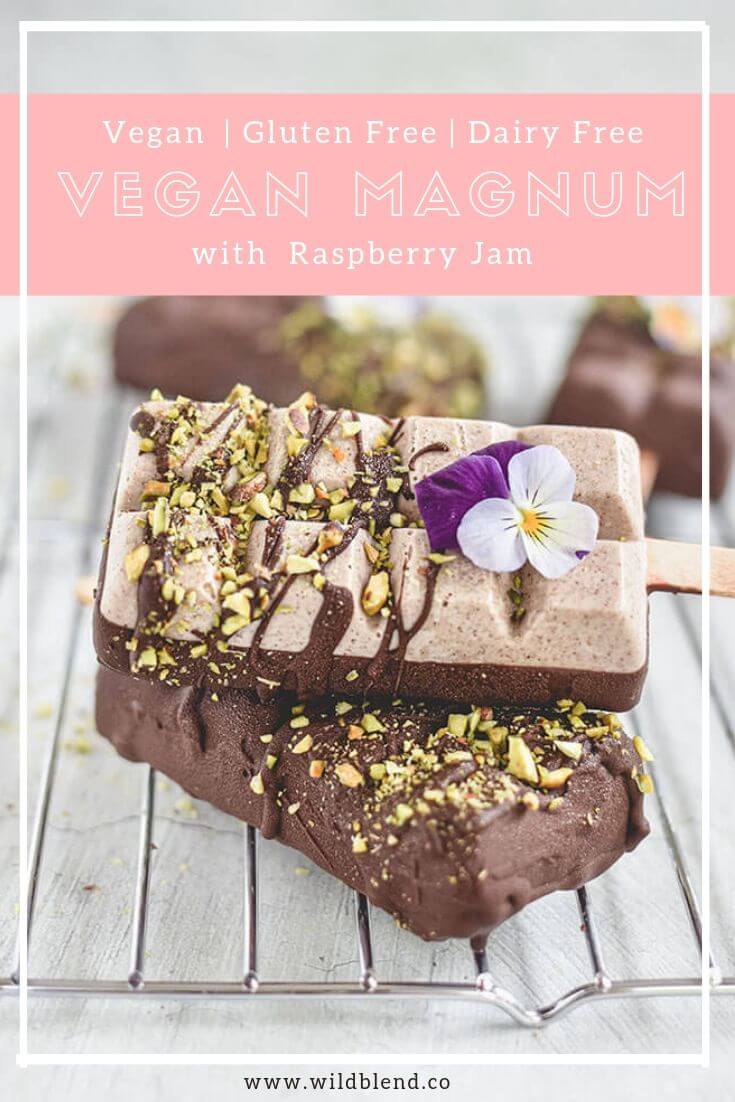 Vegan | Gluten Free | Dairy Free
VEGAN MAGNUM
with Raspberry Jam
www.wildblend.co